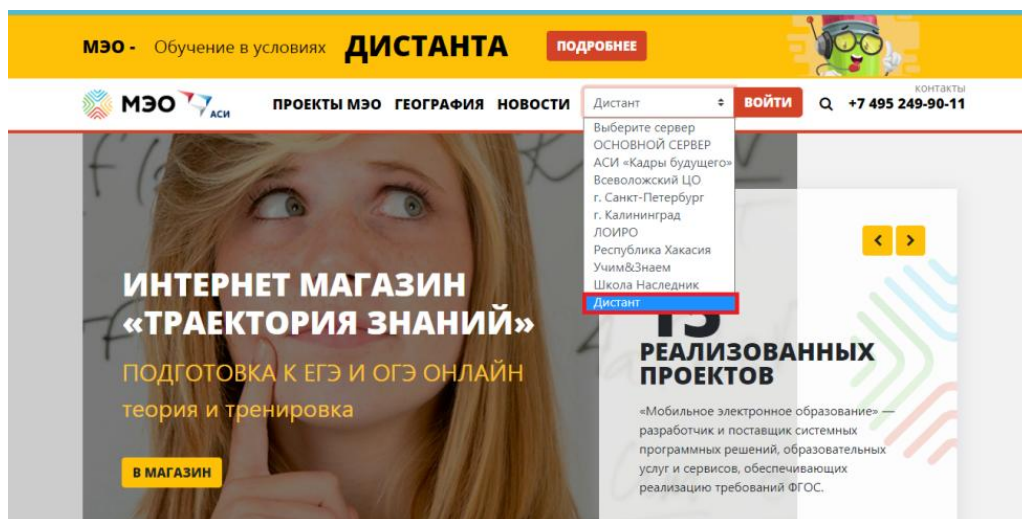 МЭО - Обучение в условиях ДИСТАНТА ПОДРОБНЕЕ
контакты
МЭО АСИ ПРОЕКТЫ МЭО ГЕОГРАФИЯ НОВОСТИ Дистант ВОЙТИ +7 495 249-90-11
Выберите сервер
ОСНОВНОЙ СЕРВЕР
АСИ «Кадры будущего»
Всеволожский ЦО
г. Санкт-Петербург
г. Калининград
ЛОИРО
Республика Хакасия
Учим&Знаем
Школа Наследник
Дистант
ИНТЕРНЕТ МАГАЗИН
«ТРАЕКТОРИЯ ЗНАНИЙ»
ПОДГОТОВКА К ЕГЭ И ОГЭ ОНЛАЙН
теория и тренировка
В МАГАЗИН
РЕАЛИЗОВАННЫХ
ПРОЕКТОВ
«Мобильное электронное образование» —
разработчик и поставщик системных
программных решений, образовательных
услуг и сервисов, обеспечивающих
реализацию требований ФГОС.